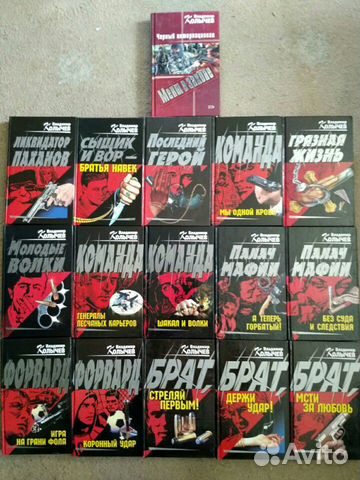 Владимир
Колычев
Черный интернационал
Мент в законе
Владимир
Колычев
ЛИКВИДАТОР
ПАХАНОВ
Владимир
Колычев
СЫЩИК
И ВОР —
БРАТЬЯ НАВЕК
Владимир
Колычев
Последний
ГЕРОЙ
Владимир
Колычев
КОМАНДА
МЫ ОДНОЙ КРОВИ
Владимир
Колычев
ГРЯЗНАЯ
ЖИЗНЬ
Владимир
Колычев
Молодые
ВОЛКИ
Владимир
Колычев
КОМАНДА
ГЕНЕРАЛЫ
ПЕСЧАНЫХ КАРЬЕРОВ
Владимир
Колычев
КОМАНДА
ШАКАЛ И ВОЛКИ
Владимир
Колычев
ПАЛАЧ
МАФИИ
А ТЕПЕРЬ
ГОРБАТЫЙ!
Владимир
Колычев
ПАЛАЧ
МАФИИ
БЕЗ СУДА
И СЛЕДСТВИЯ
Владимир
Колычев
ФОРВАРД
ИГРА
НА ГРАНИ ФОЛА
Владимир
Колычев
ФОРВАРД
КОРОННЫЙ УДАР
Владимир
Колычев
БРАТ,
СТРЕЛЯЙ
ПЕРВЫМ!
Владимир
Колычев
БРАТ,
ДЕРЖИ
УДАР!
Владимир
Колычев
БРАТ,
МСТИ
ЗА ЛЮБОВЬ
Avito